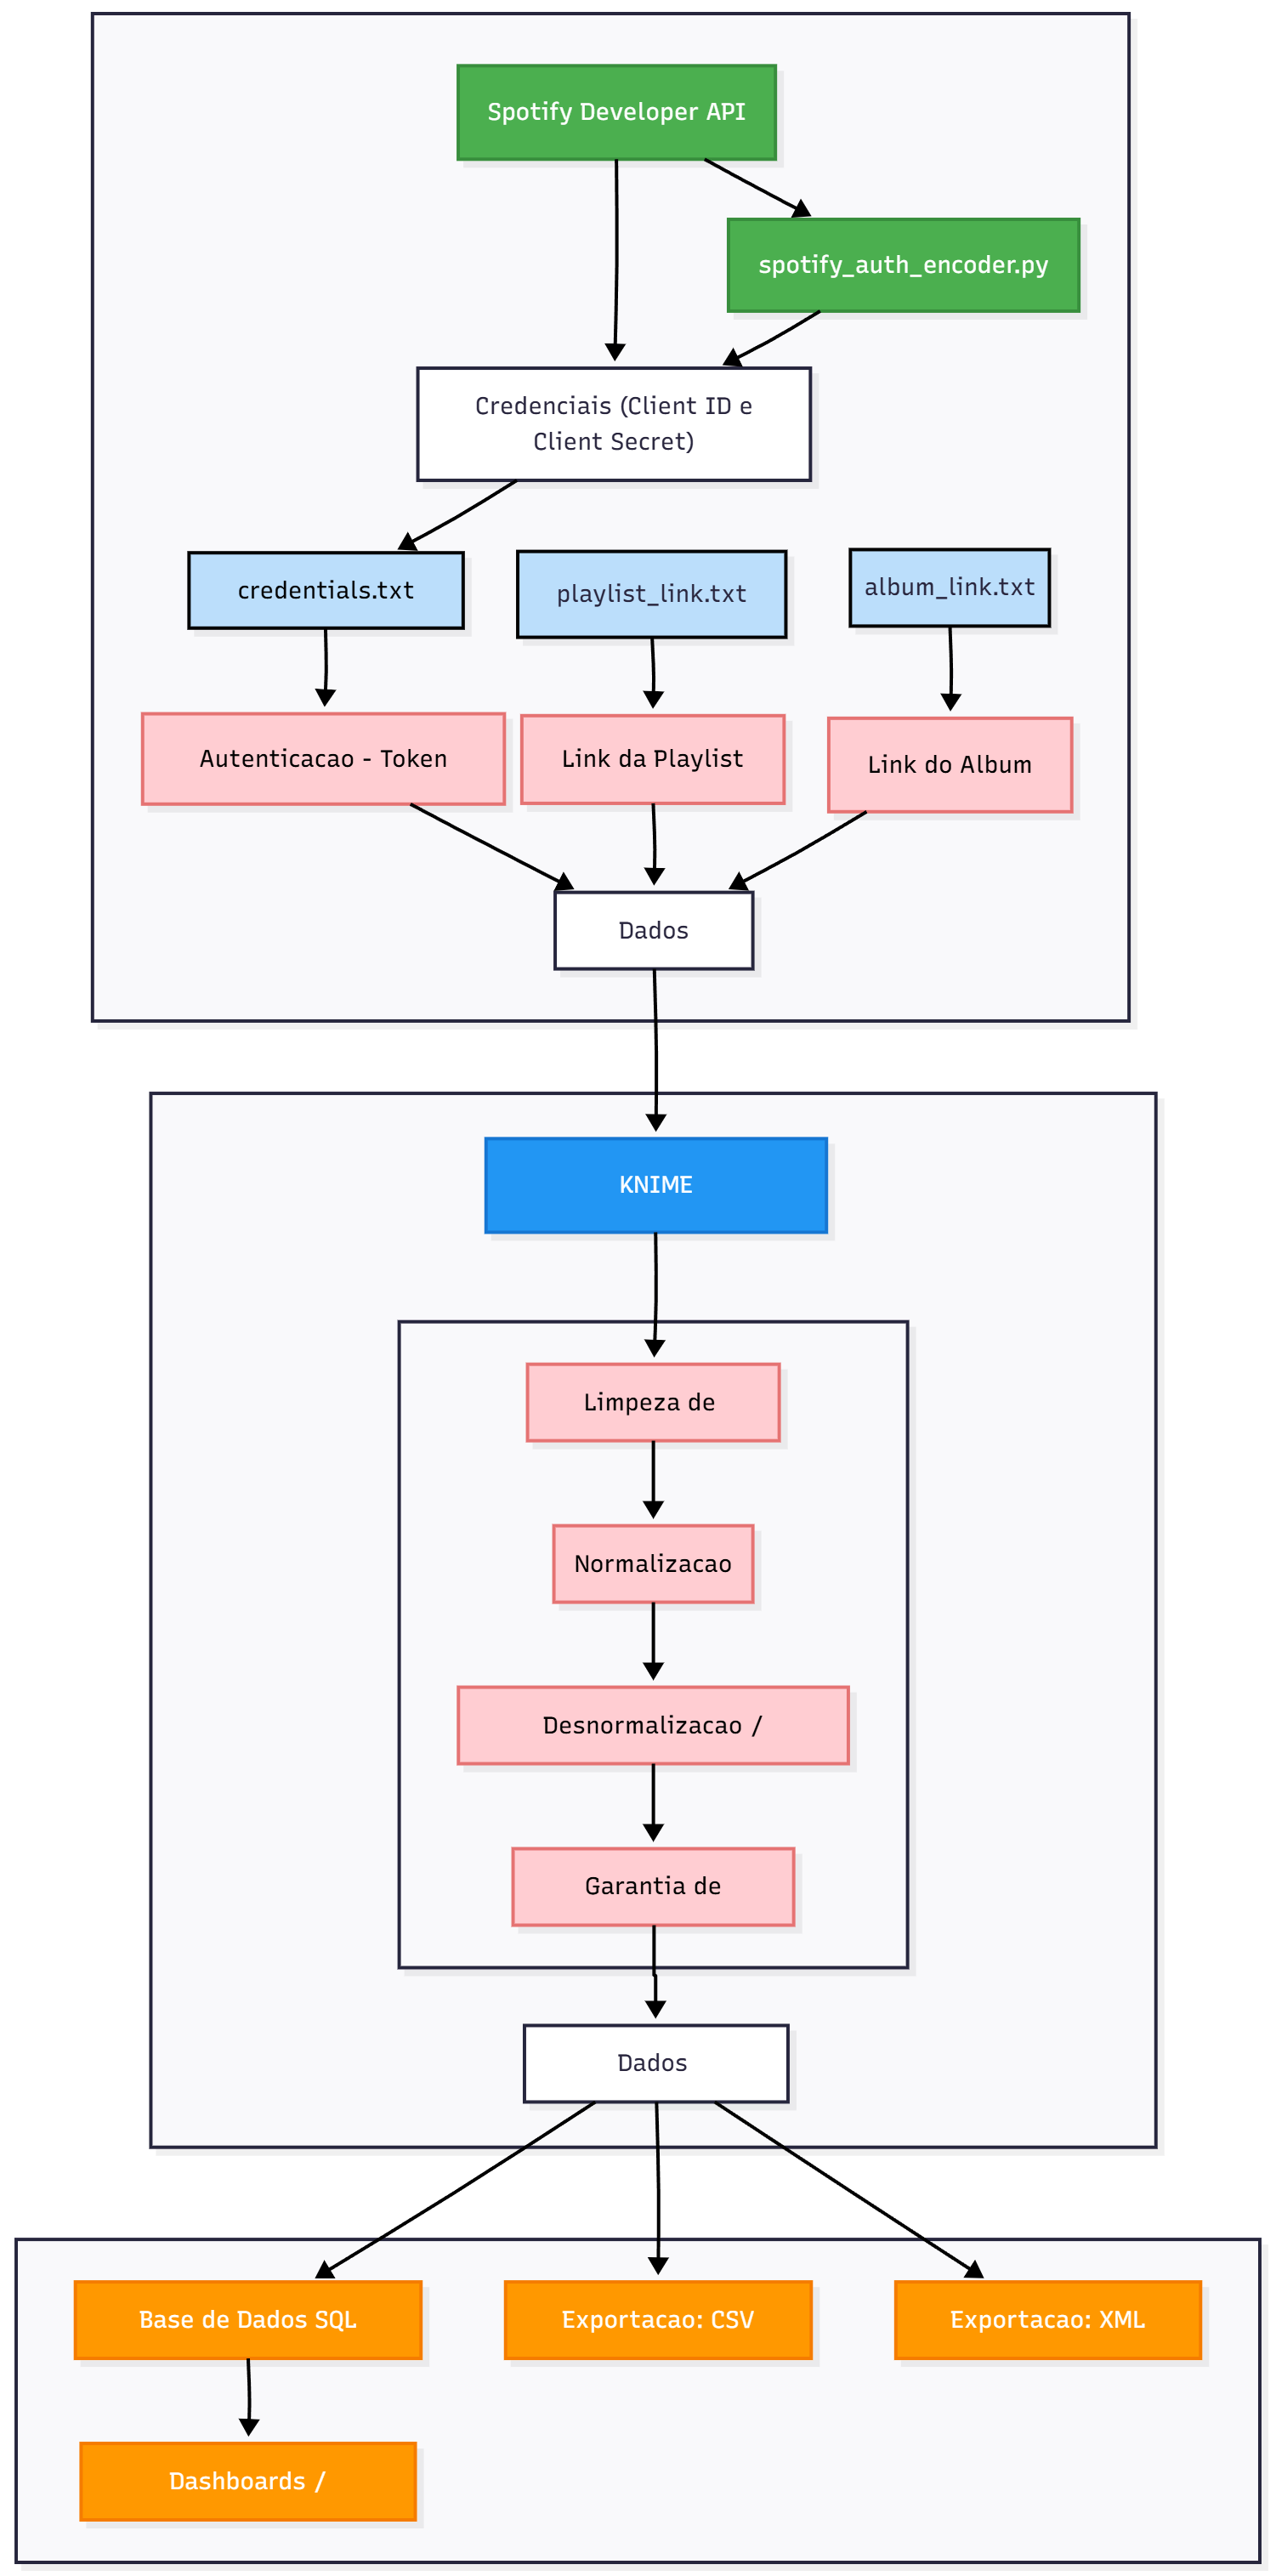 Spotify Developer API
spotify_auth_encoder.py
Credenciais (Client ID e
Client Secret)
credentials.txt
playlist_link.txt
album_link.txt
Autenticacao - Token
Link da Playlist
Link do Album
Dados
KNIME
Limpeza de
Normalizacao
Desnormalizacao /
Garantia de
Dados
Base de Dados SQL
Exportacao: CSV
Exportacao: XML
Dashboards /